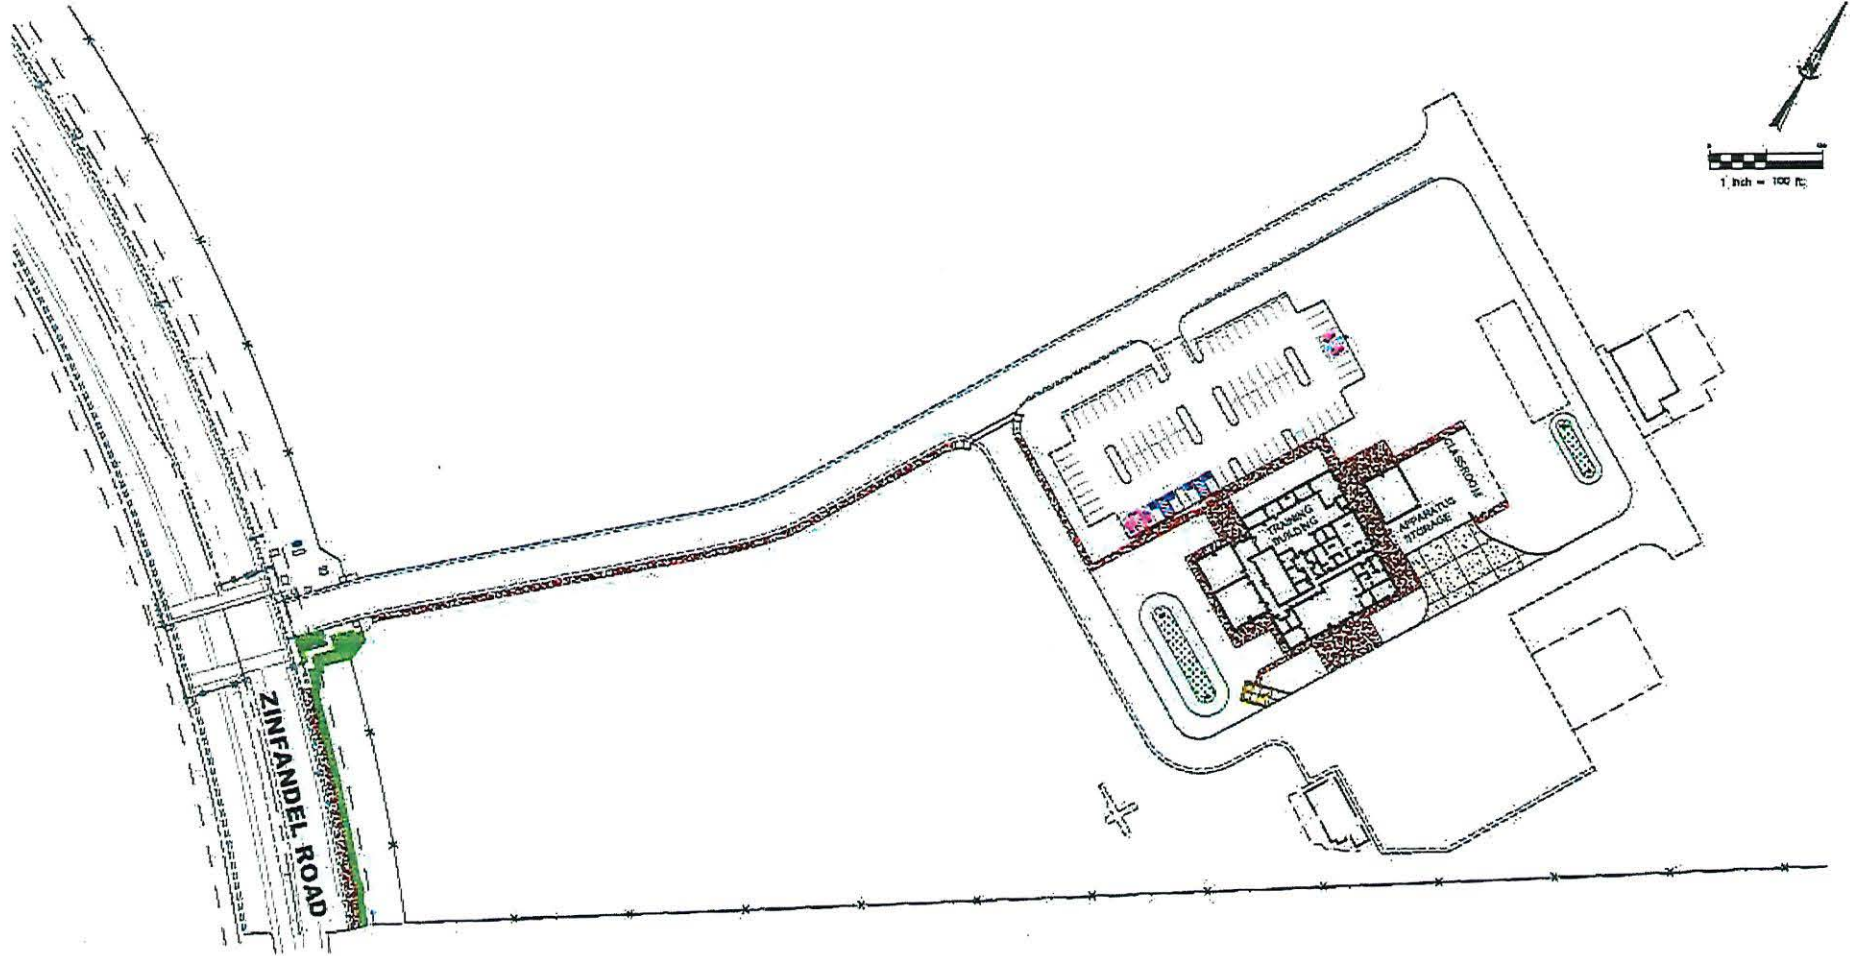 1 inch = 100 ft.
CLASSROOM
TRAINING
BUILDING
APPARATUS
STORAGE
ZINFANDEL ROAD